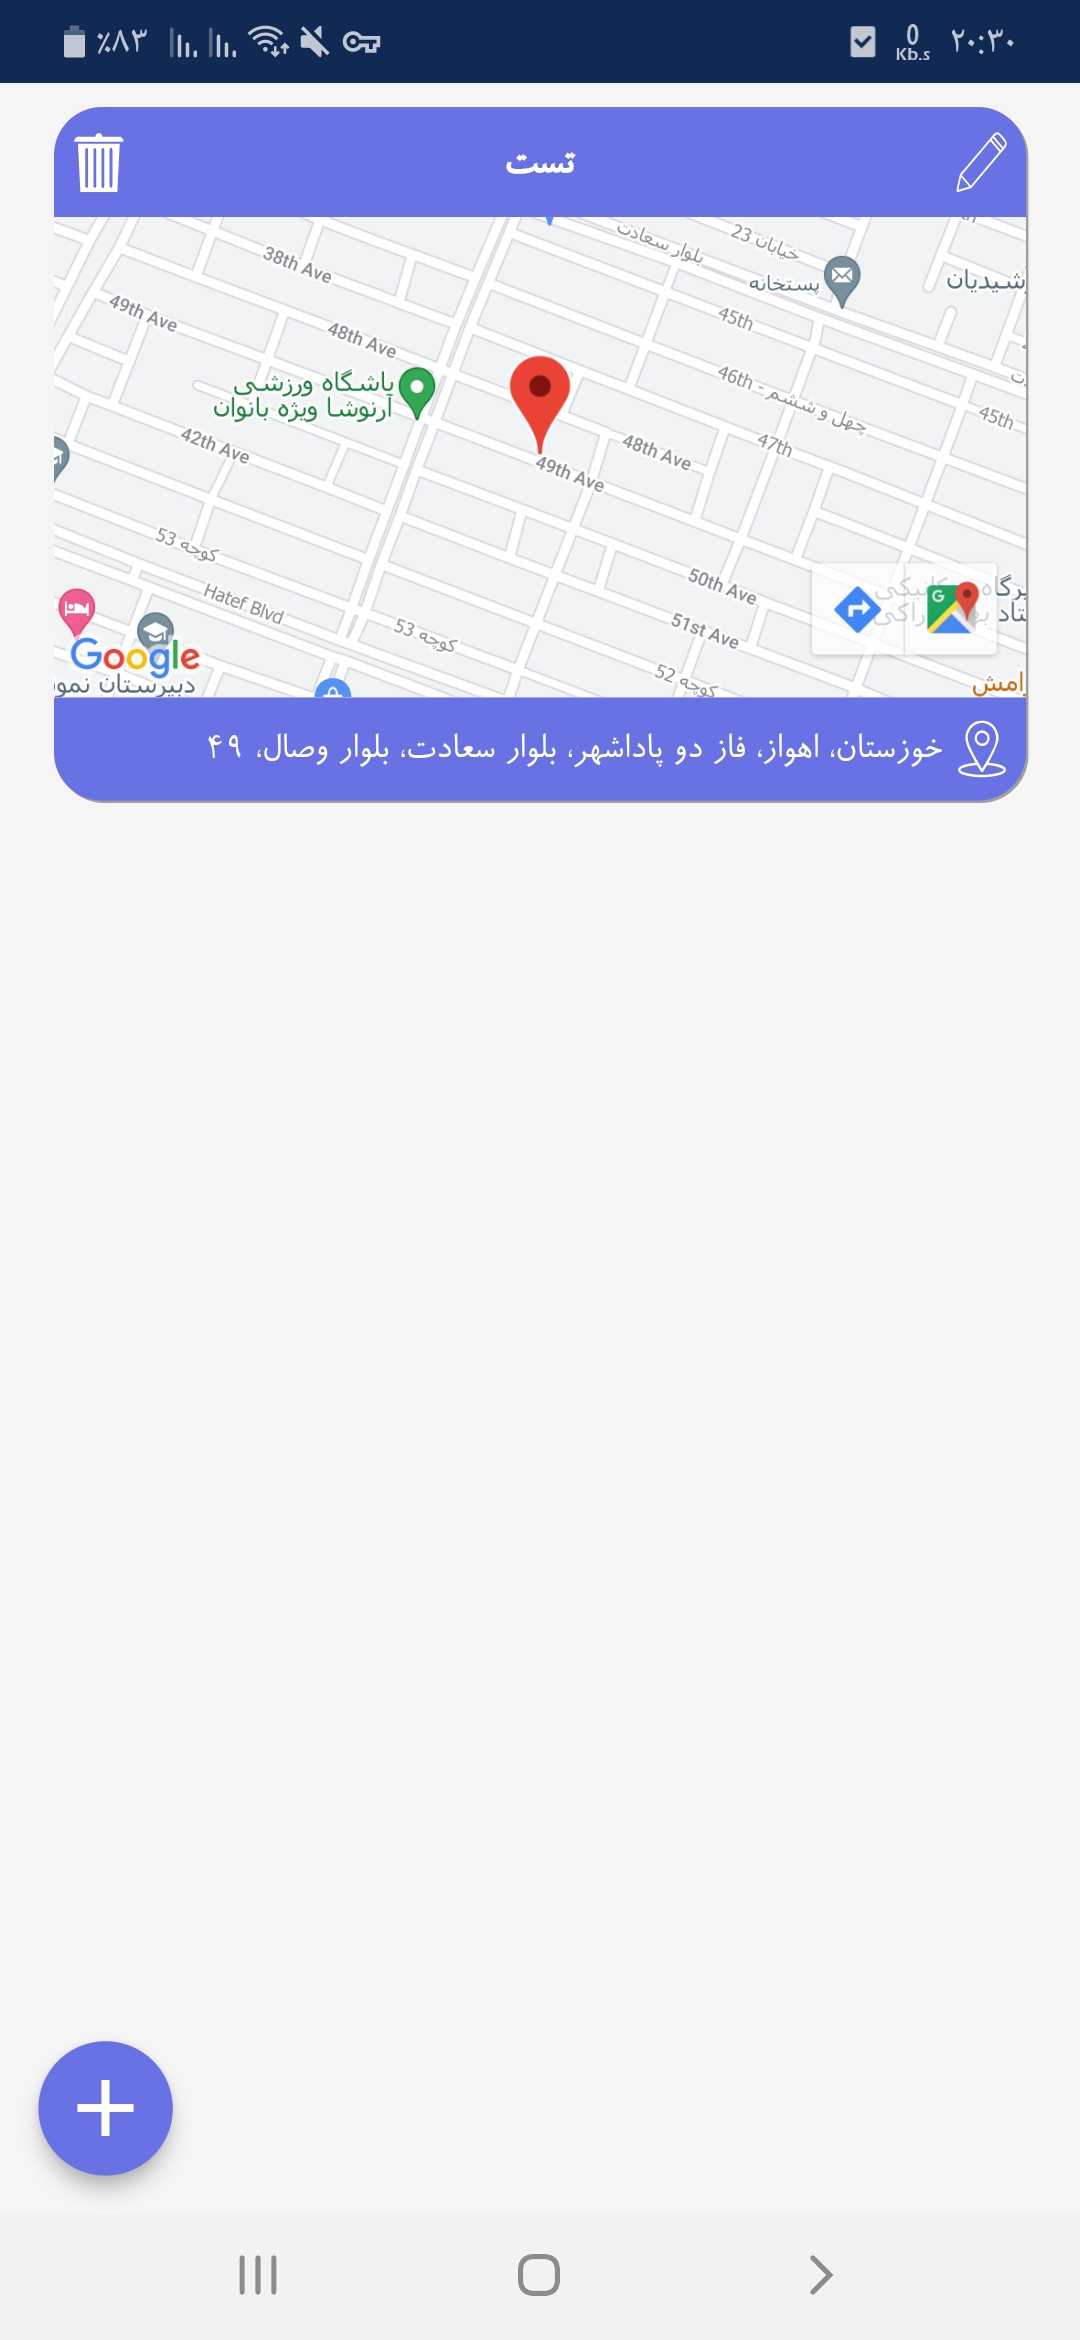 ٪۸۳
0
Kb.s
۲۰:۳۰
تست
38th Ave
بلوار سعادت
خیابان 23
پستخانه
49th Ave
48th Ave
45th
باشگاه ورزشی
آرنوشا ویژه بانوان
46th - چهل و ششم
45th
42th Ave
48th Ave
47th
49th Ave
کوچه 53
Hatef Blvd
50th Ave
51st Ave
کوچه 53
Google
دبیرستان
کوچه 52
خوزستان، اهواز، فاز دو پاداشهر، بلوار سعادت، بلوار وصال، ۴۹